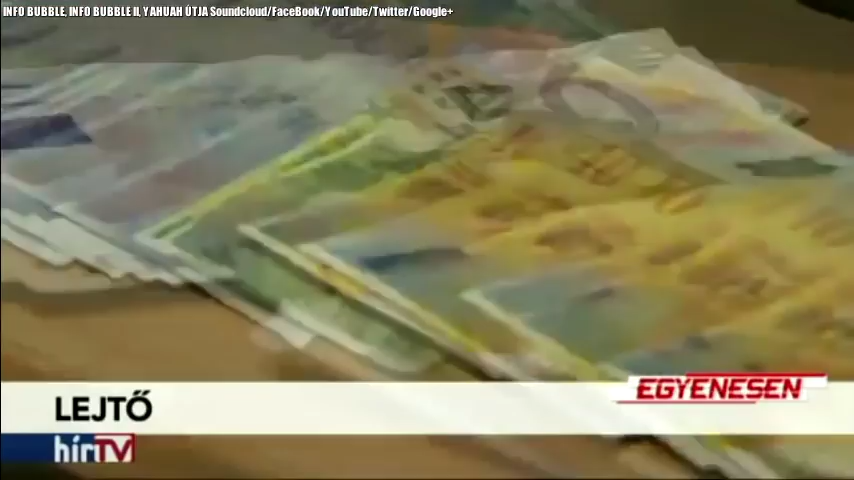 INFO BUBBLE, INFO BUBBLE II, YAHUAH ÚTJA Soundcloud/FaceBook/YouTube/Twitter/Google+
EGYENESEN
LEJTŐ
hírTV